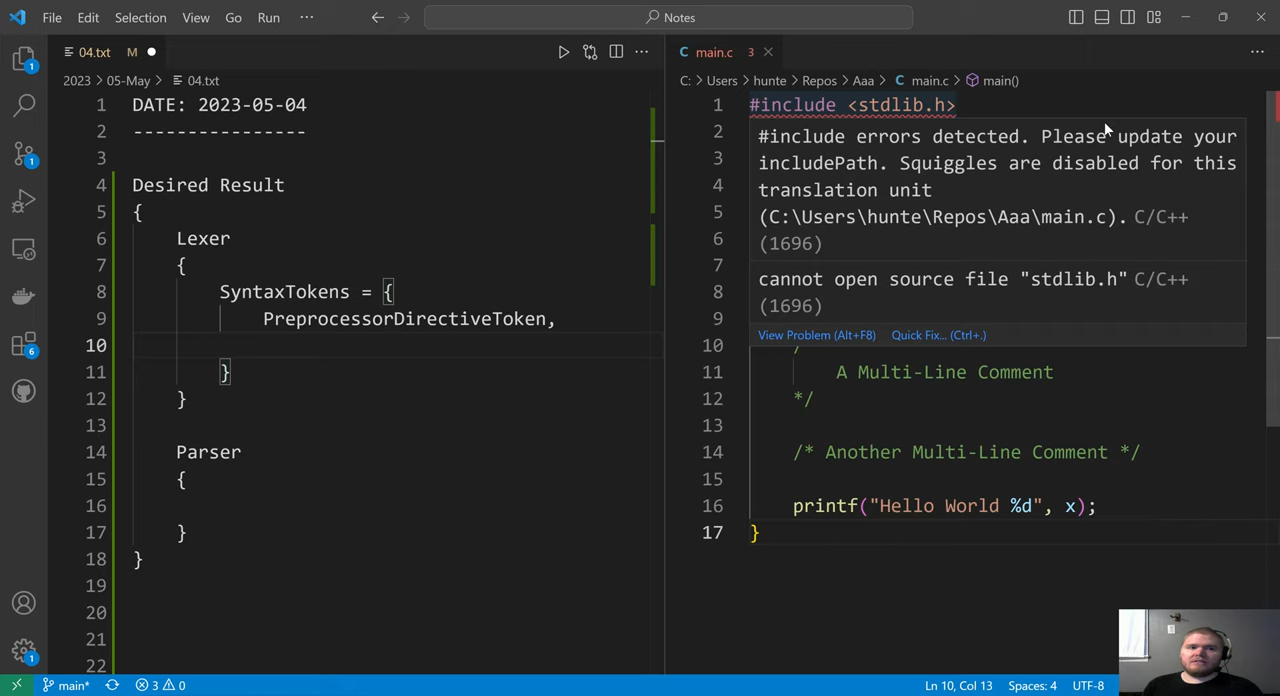 File Edit Selection View Go Run ··· Notes
04.txt M
2023 > 05-May > 04.txt
1 DATE: 2023-05-04
2 ----------------
3
4 Desired Result
5 {
6 Lexer
7 {
8 SyntaxTokens = {
9 PreprocessorDirectiveToken,
10
11 }
12 }
13
14 Parser
15 {
16
17 }
18 }
19
20
21
22
C main.c 3
C: > Users > hunte > Repos > Aaa > C main.c > main()
1 #include <stdlib.h>
2
3
4
5
6
7
8
9
10
11 A Multi-Line Comment
12 */
13
14 /* Another Multi-Line Comment */
15
16 printf("Hello World %d", x);
17 }
#include errors detected. Please update your
includePath. Squiggles are disabled for this
translation unit
(C:\Users\hunte\Repos\Aaa\main.c). C/C++
(1696)
cannot open source file "stdlib.h" C/C++
(1696)
View Problem (Alt+F8) Quick Fix... (Ctrl+.)
1
1
6
1
main* 3 0 Ln 10, Col 13 Spaces: 4 UTF-8